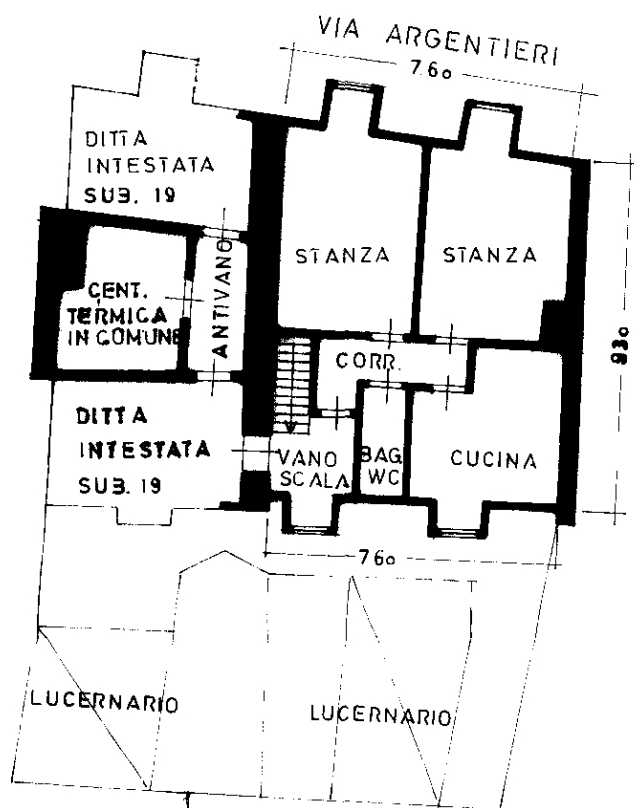 VIA ARGENTIERI
7.60
DITTA
INTESTATA
SUB. 19
STANZA
STANZA
ANTIVANO
CENT.
TERMICA
IN COMUNE
CORR.
9.30
DITTA
INTESTATA
SUB. 19
VANO
SCALA
BAG.
WC
CUCINA
7.60
LUCERNARIO
LUCERNARIO